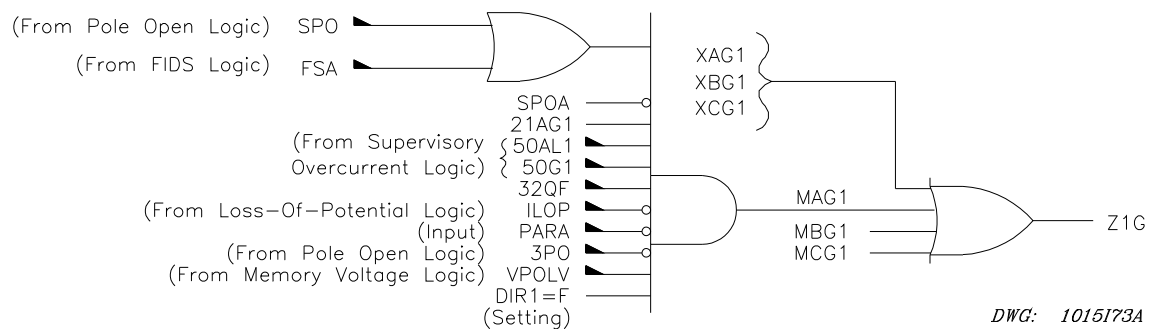 (From Pole Open Logic) SPO
(From FIDS Logic) FSA
SPOA
21AG1
(From Supervisory 50AL1
Overcurrent Logic) 50G1
32QF
(From Loss-Of-Potential Logic) ILOP
(Input) PARA
(From Pole Open Logic) 3PO
(From Memory Voltage Logic) VPOLV
DIR1=F
(Setting)
XAG1
XBG1
XCG1
MAG1
MBG1
MCG1
Z1G
DWG: 1015I73A